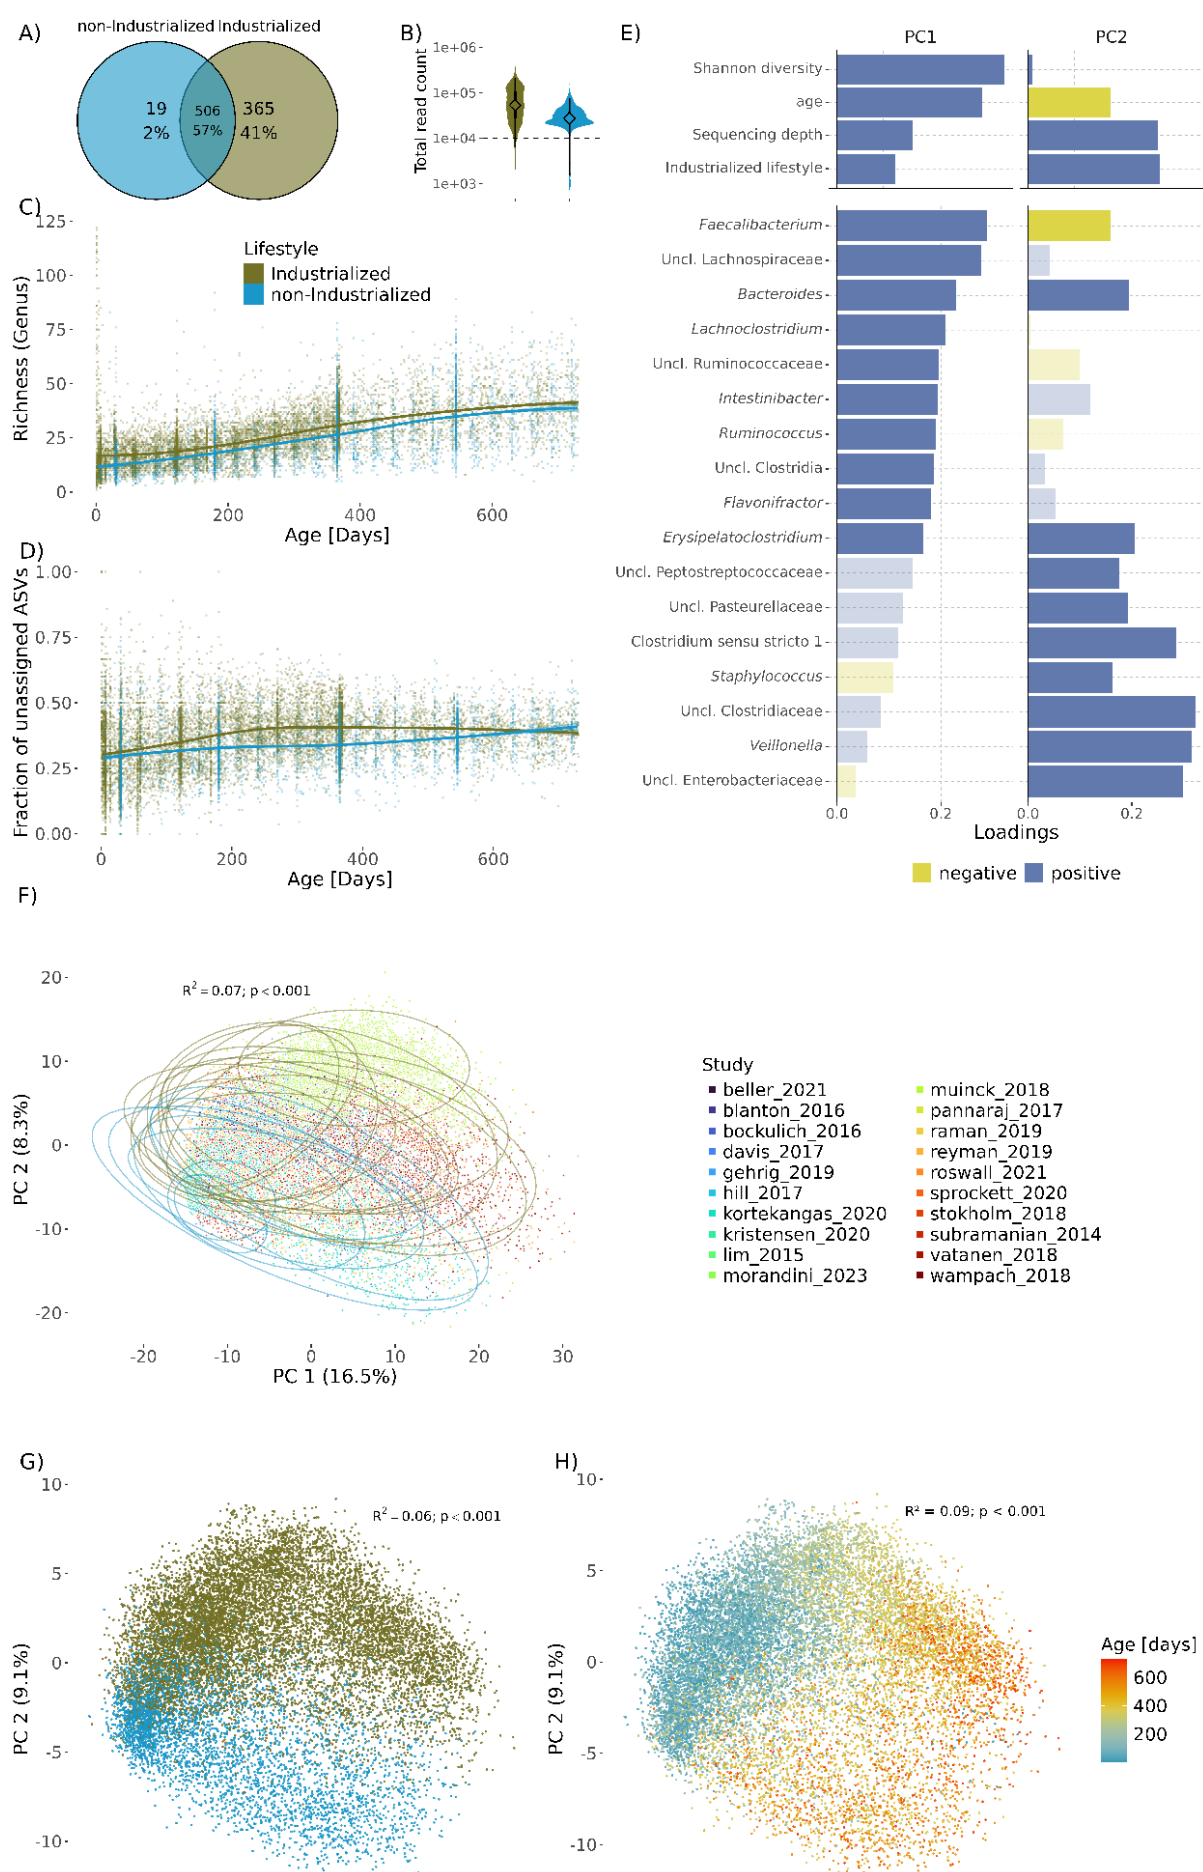 A)
non-Industrialized Industrialized
19
2%
506
57%
365
41%
B)
Total read count
1e+06
1e+05
1e+04
1e+03
C)
Richness (Genus)
125
100
75
50
25
0
Lifestyle
Industrialized
non-Industrialized
0 200 400 600
Age [Days]
D)
Fraction of unassigned ASVs
1.00
0.75
0.50
0.25
0.00
0 200 400 600
Age [Days]
E)
PC1 PC2
Shannon diversity
age
Sequencing depth
Industrialized lifestyle
Faecalibacterium
Uncl. Lachnospiraceae
Bacteroides
Lachnoclostridium
Uncl. Ruminococcaceae
Intestinibacter
Ruminococcus
Uncl. Clostridia
Flavonifractor
Erysipelatoclostridium
Uncl. Peptostreptococcaceae
Uncl. Pasteurellaceae
Clostridium sensu stricto 1
Staphylococcus
Uncl. Clostridiaceae
Veillonella
Uncl. Enterobacteriaceae
0.0 0.2 0.0 0.2
Loadings
negative positive
F)
R² = 0.07; p < 0.001
PC 2 (8.3%)
20
10
0
-10
-20
-20 -10 0 10 20 30
PC 1 (16.5%)
Study
beller_2021
blanton_2016
bockulich_2016
davis_2017
gehrig_2019
hill_2017
kortekangas_2020
kristensen_2020
lim_2015
morandini_2023
muinck_2018
pannaraj_2017
raman_2019
reyman_2019
roswall_2021
sprockett_2020
stokholm_2018
subramanian_2014
vatanen_2018
wampach_2018
G)
R² = 0.06; p < 0.001
PC 2 (9.1%)
10
5
0
-5
-10
H)
R² = 0.09; p < 0.001
PC 2 (9.1%)
10
5
0
-5
-10
Age [days]
600
400
200